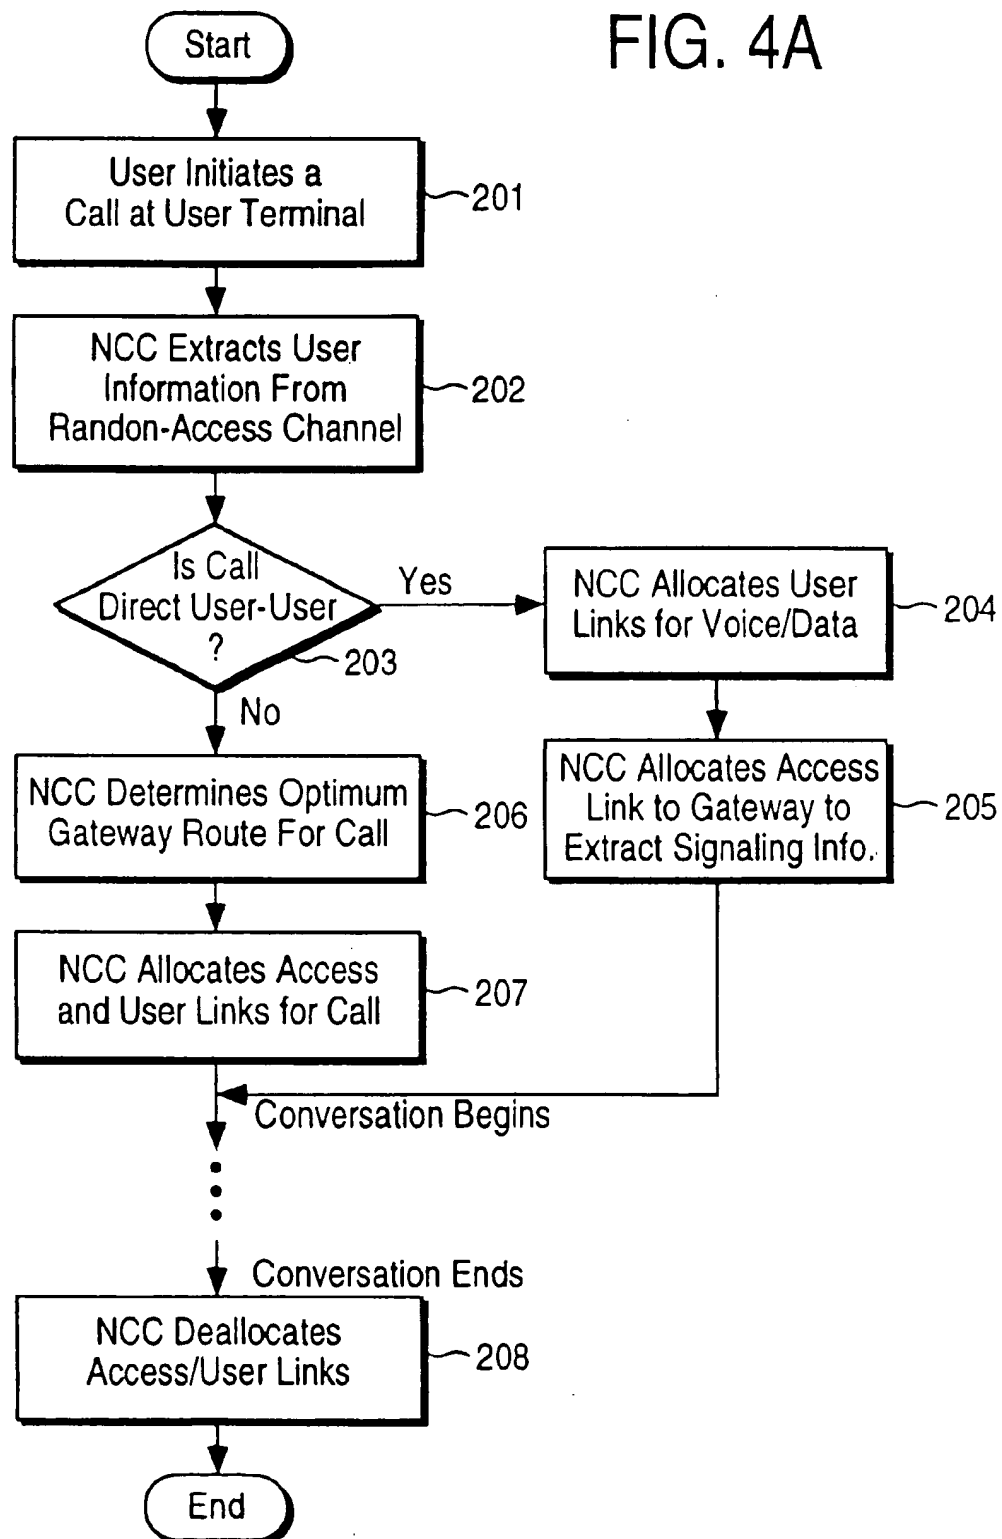 FIG. 4A
Start
User Initiates a
Call at User Terminal
201
NCC Extracts User
Information From
Randon-Access Channel
202
Is Call
Direct User-User
?
203
Yes
No
NCC Allocates User
Links for Voice/Data
204
NCC Allocates Access
Link to Gateway to
Extract Signaling Info.
205
NCC Determines Optimum
Gateway Route For Call
206
NCC Allocates Access
and User Links for Call
207
Conversation Begins
Conversation Ends
NCC Deallocates
Access/User Links
208
End